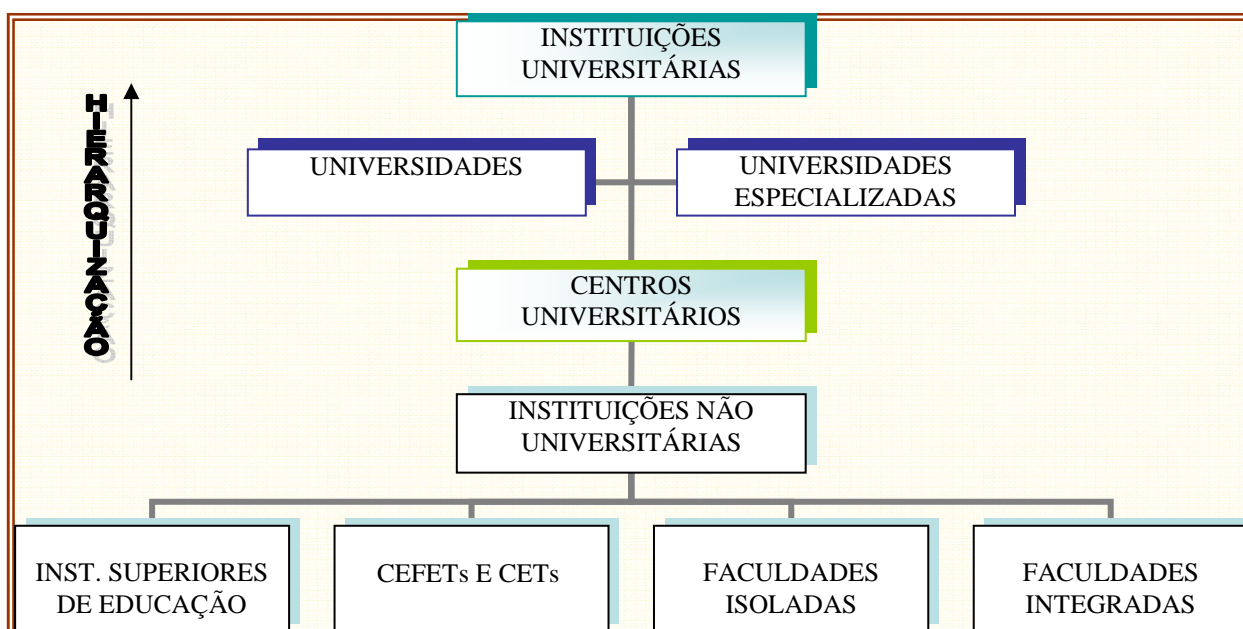 INSTITUIÇÕES
UNIVERSITÁRIAS
HIERARQUIZAÇÃO
UNIVERSIDADES
UNIVERSIDADES
ESPECIALIZADAS
CENTROS
UNIVERSITÁRIOS
INSTITUIÇÕES NÃO
UNIVERSITÁRIAS
INST. SUPERIORES
DE EDUCAÇÃO
CEFETs E CETs
FACULDADES
ISOLADAS
FACULDADES
INTEGRADAS